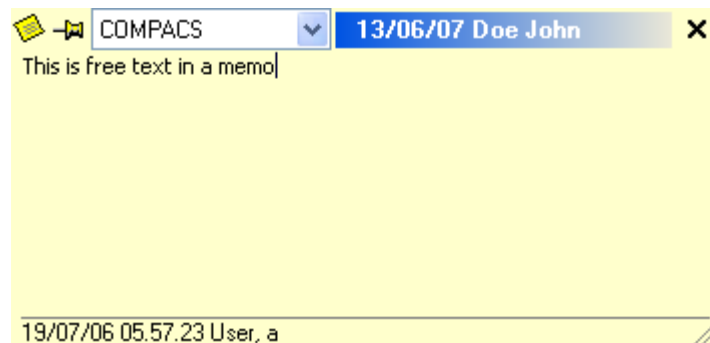 COMPACS
13/06/07 Doe John
This is free text in a memo
19/07/06 05.57.23 User, a